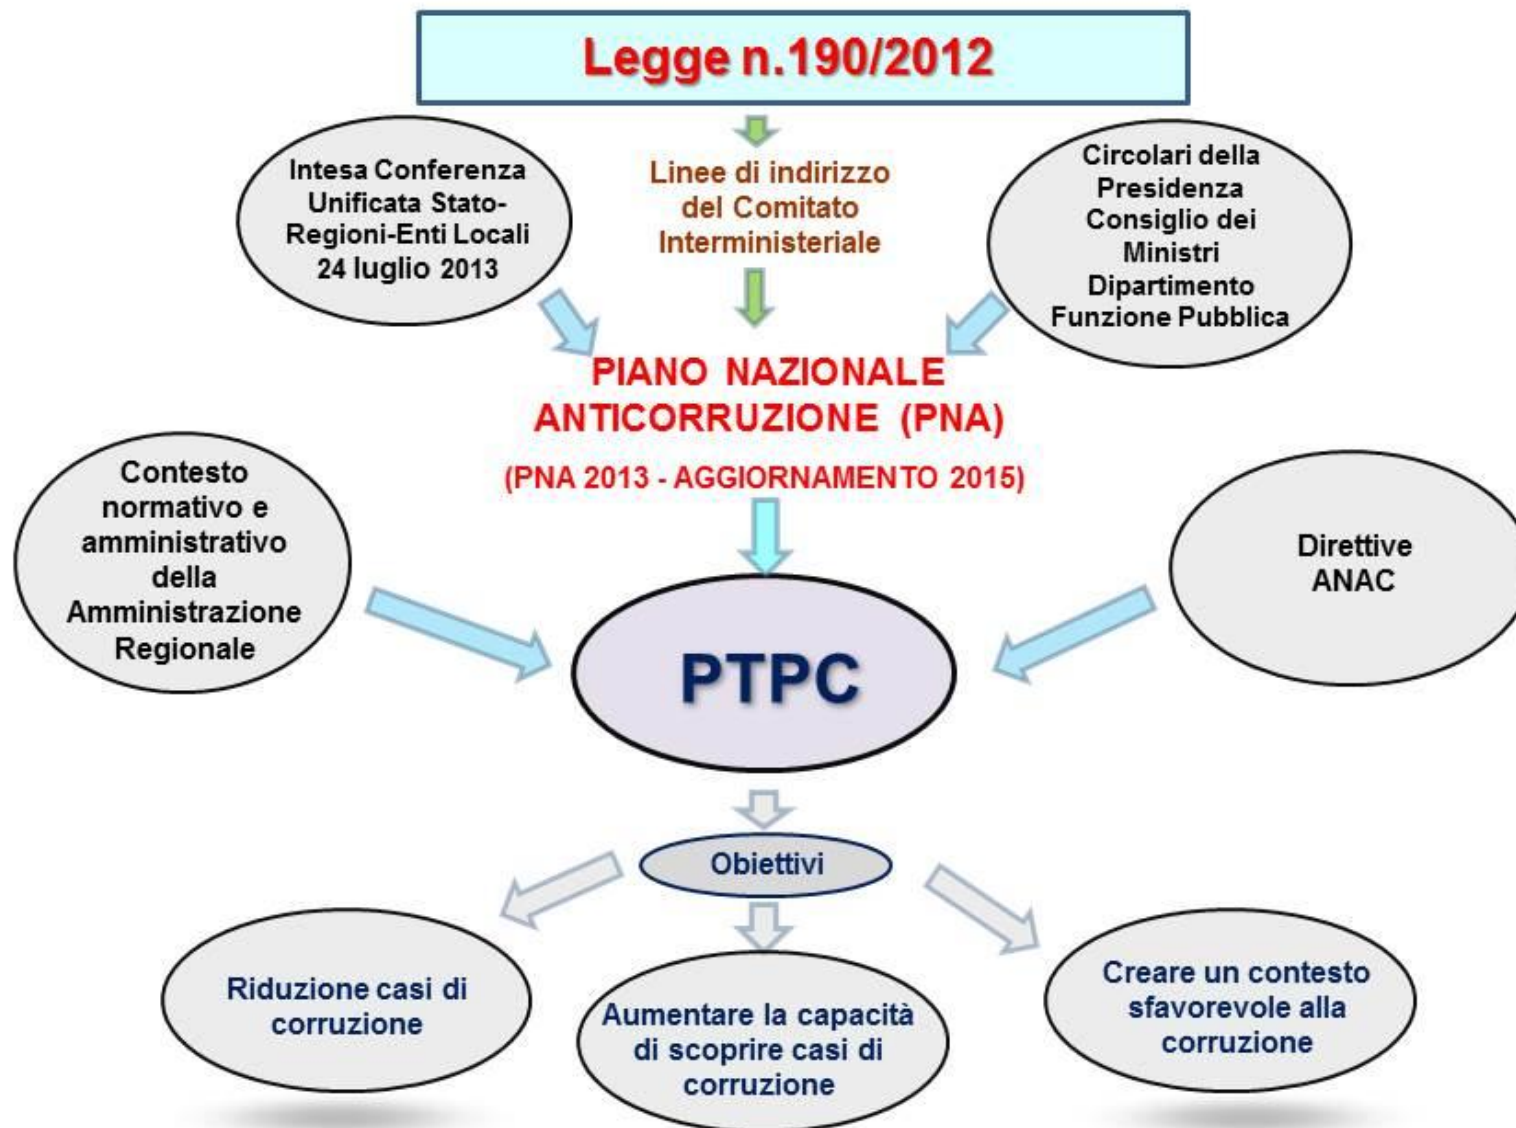 Legge n.190/2012
Intesa Conferenza
Unificata Stato-
Regioni-Enti Locali
24 luglio 2013
Linee di indirizzo
del Comitato
Interministeriale
Circolari della
Presidenza
Consiglio dei
Ministri
Dipartimento
Funzione Pubblica
PIANO NAZIONALE
ANTICORRUZIONE (PNA)
(PNA 2013 - AGGIORNAMENTO 2015)
Contesto
normativo e
amministrativo
della
Amministrazione
Regionale
Direttive
ANAC
PTPC
Obiettivi
Riduzione casi di
corruzione
Aumentare la capacità
di scoprire casi di
corruzione
Creare un contesto
sfavorevole alla
corruzione